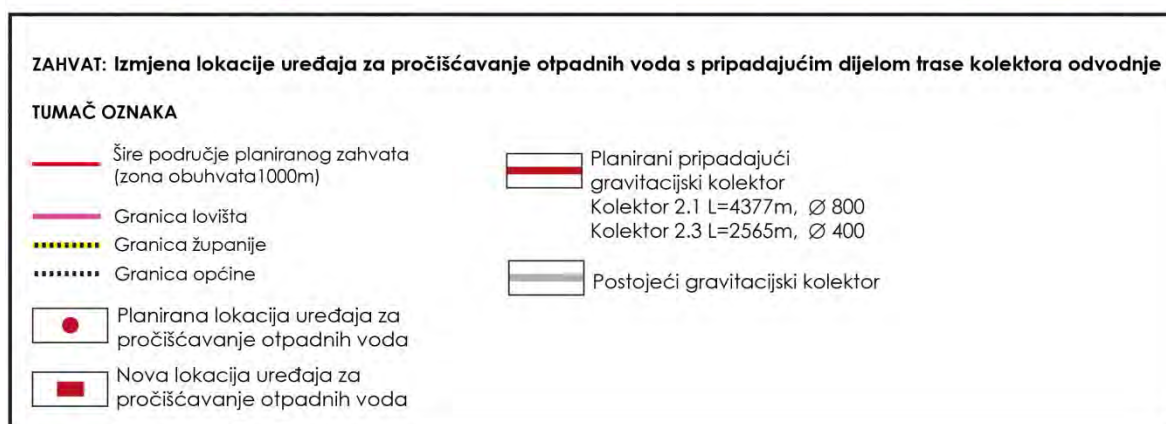 ZAHVAT: Izmjena lokacije uređaja za pročišćavanje otpadnih voda s pripadajućim dijelom trase kolektora odvodnje
TUMAČ OZNAKA
Šire područje planiranog zahvata
(zona obuhvata1000m)
Granica lovišta
Granica županije
Granica općine
Planirana lokacija uređaja za
pročišćavanje otpadnih voda
Nova lokacija uređaja za
pročišćavanje otpadnih voda
Planirani pripadajući
gravitacijski kolektor
Kolektor 2.1 L=4377m, ∅ 800
Kolektor 2.3 L=2565m, ∅ 400
Postojeći gravitacijski kolektor